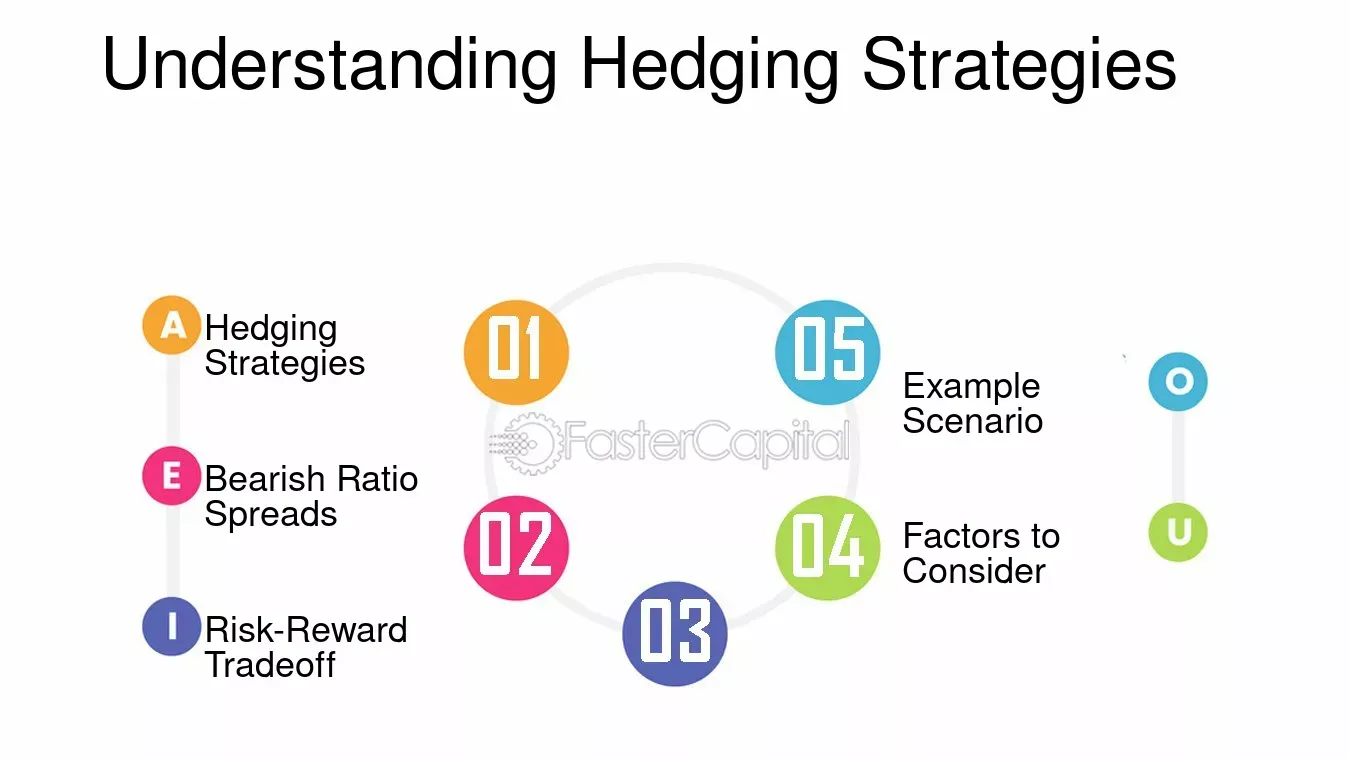 Understanding Hedging Strategies
A
Hedging
Strategies
E
Bearish Ratio
Spreads
I
Risk-Reward
Tradeoff
01
02
03
04
05
FasterCapital
Example
Scenario
O
Factors to
Consider
U